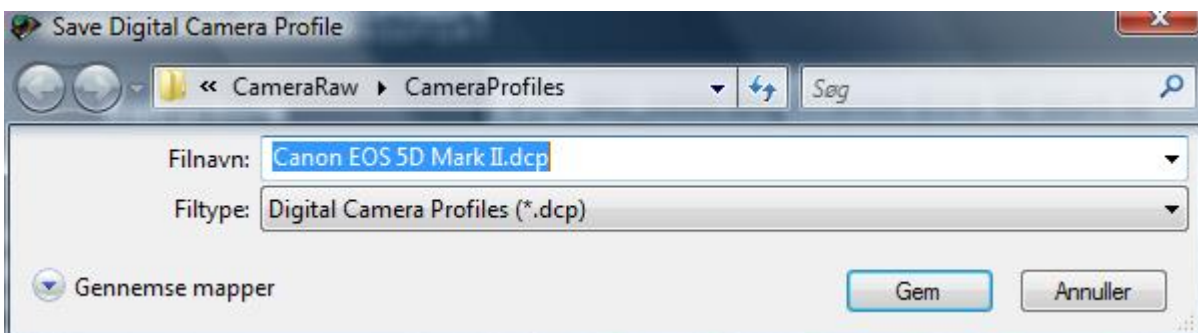 Save Digital Camera Profile
« CameraRaw ▸ CameraProfiles
Søg
Filnavn: Canon EOS 5D Mark II.dcp
Filtype: Digital Camera Profiles (*.dcp)
Gennemse mapper
Gem
Annuller